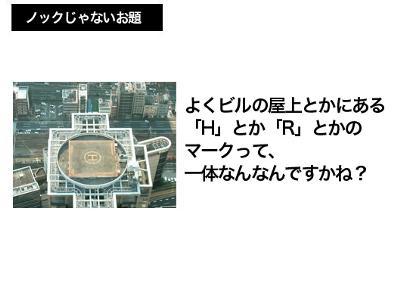 ノックじゃないお題
よくビルの屋上とかにある
「H」とか「R」とかの
マークって、
一体なんなんですかね？
H